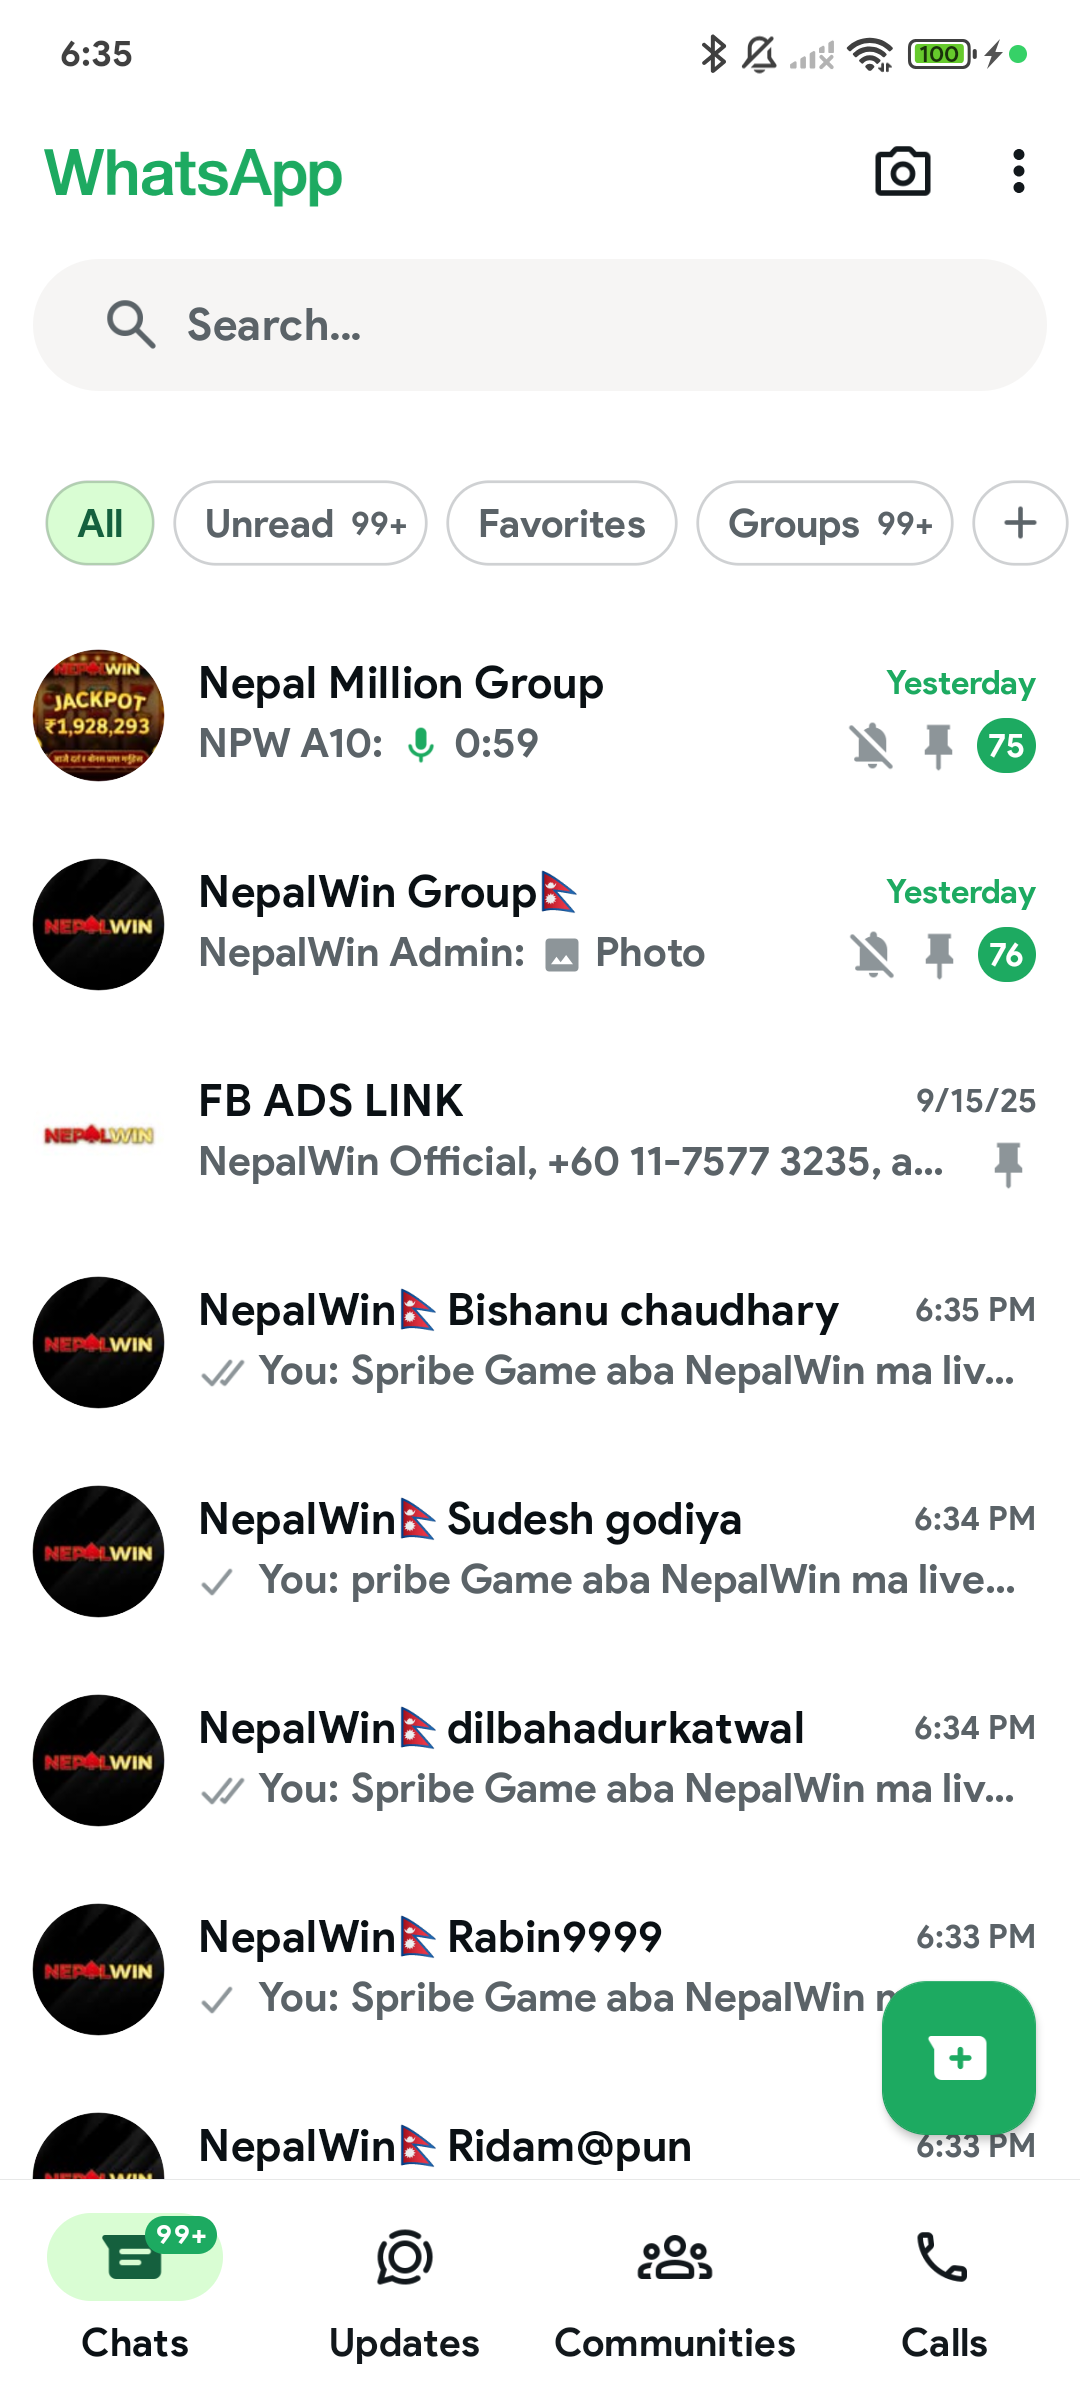 6:35
100
WhatsApp
Search...
All
Unread 99+
Favorites
Groups 99+
+
NEPALWIN
JACKPOT
₹1,928,293
Nepal Million Group
Yesterday
NPW A10: 0:59
75
NEPALWIN
NepalWin Group🇳🇵
Yesterday
NepalWin Admin: Photo
76
NEPALWIN
FB ADS LINK
9/15/25
NepalWin Official, +60 11-7577 3235, a...
NEPALWIN
NepalWin🇳🇵 Bishanu chaudhary
6:35 PM
You: Spribe Game aba NepalWin ma liv...
NEPALWIN
NepalWin🇳🇵 Sudesh godiya
6:34 PM
You: pribe Game aba NepalWin ma live...
NEPALWIN
NepalWin🇳🇵 dilbahadurkatwal
6:34 PM
You: Spribe Game aba NepalWin ma liv...
NEPALWIN
NepalWin🇳🇵 Rabin9999
6:33 PM
You: Spribe Game aba NepalWin
NEPALWIN
NepalWin🇳🇵 Ridam@pun
6:33 PM
99+
Chats
Updates
Communities
Calls